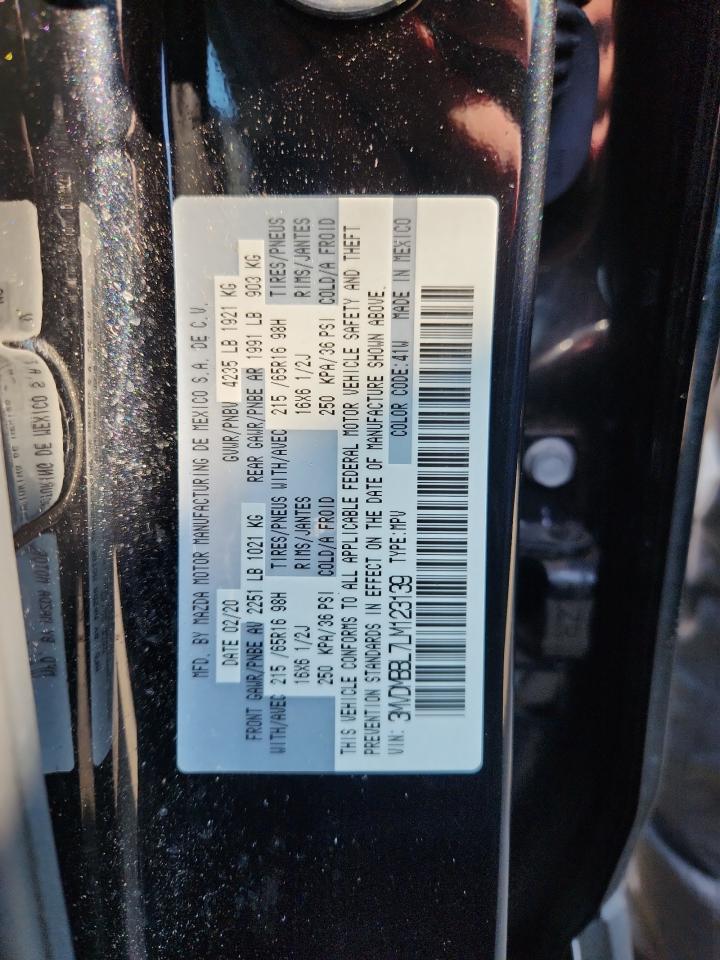 MFD. BY MAZDA MOTOR MANUFACTURING DE MEXICO S.A. DE C.V.
DATE 02/20 GVWR/PNBV 4235 LB 1921 KG
FRONT GAWR/PNBE AV 2251 LB 1021 KG REAR GAWR/PNBE AR 1991 LB 903 KG
WITH/AVEC 215 /65R16 98H TIRES/PNEUS WITH/AVEC 215 /65R16 98H TIRES/PNEUS
16X6 1/2J RIMS/JANTES 16X6 1/2J RIMS/JANTES
250 KPA/36 PSI COLD/A FROID 250 KPA/36 PSI COLD/A FROID
THIS VEHICLE CONFORMS TO ALL APPLICABLE FEDERAL MOTOR VEHICLE SAFETY AND THEFT
PREVENTION STANDARDS IN EFFECT ON THE DATE OF MANUFACTURE SHOWN ABOVE.
VIN: 3MVDMBBL7LM123139 TYPE:MPV COLOR CODE:41W MADE IN MEXICO